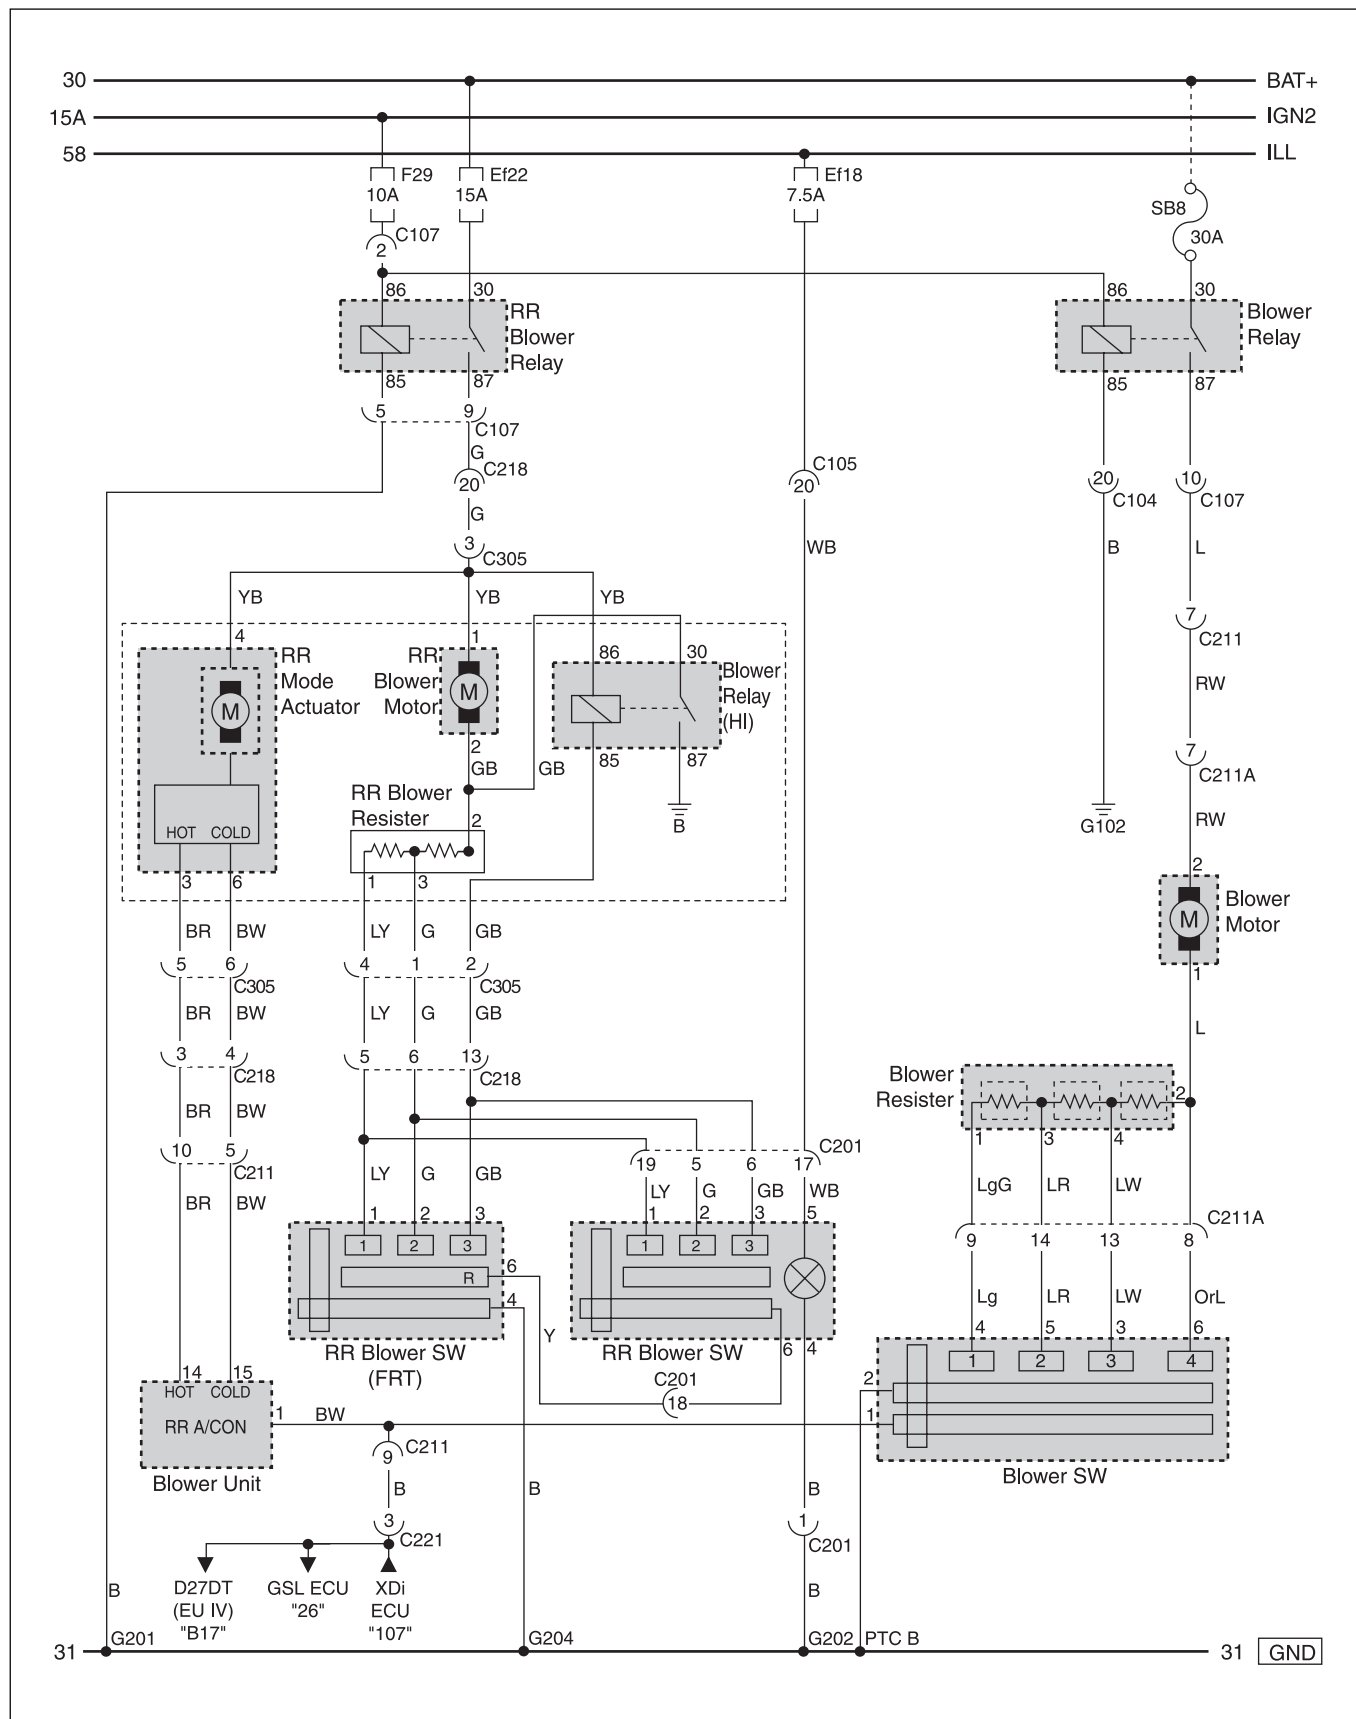 30 BAT+
15A IGN2
58 ILL
F29 Ef22 Ef18
10A 15A 7.5A
SB8
30A
C107
2
86 30 86 30
RR Blower
Blower Relay
Relay
85 87 85 87
5 9
C107
G
C218 C105
20 20 20 10
C104 C107
G
3
C305
WB B L
YB YB YB
7
C211
4 1 86 30
RR RR Blower
Mode Blower Relay
Actuator Motor (HI)
M M
RW
2 85 87
GB GB
7
C211A
RR Blower
Resister
2 B G102 RW
HOT COLD
3 6 1 3
2
Blower
M Motor
1
BR BW LY G GB
5 6 4 1 2
C305 C305
BR BW LY G GB
L
3 4 5 6 13
C218 C218
Blower
Resister
2
BR BW
1 3 4
10 5
C211
C201
19 5 6 17
LY G GB
LY G GB WB
LgG LR LW
BR BW
1 2 3 1 2 3 5
C211A
9 14 13 8
1 2 3 1 2 3
R 6
4
Y
Lg LR LW OrL
4 5 3 6
RR Blower SW
(FRT)
RR Blower SW
6 4
1 2 3 4
2
1
14 15
HOT COLD
RR A/CON
Blower Unit
1 BW
C201
18
C211
9
Blower SW
B B B
3 1
C221 C201
D27DT
(EU IV)
"B17"
GSL ECU
"26"
XDi
ECU
"107"
B B
G201 G204 G202 PTC B
31 31 GND